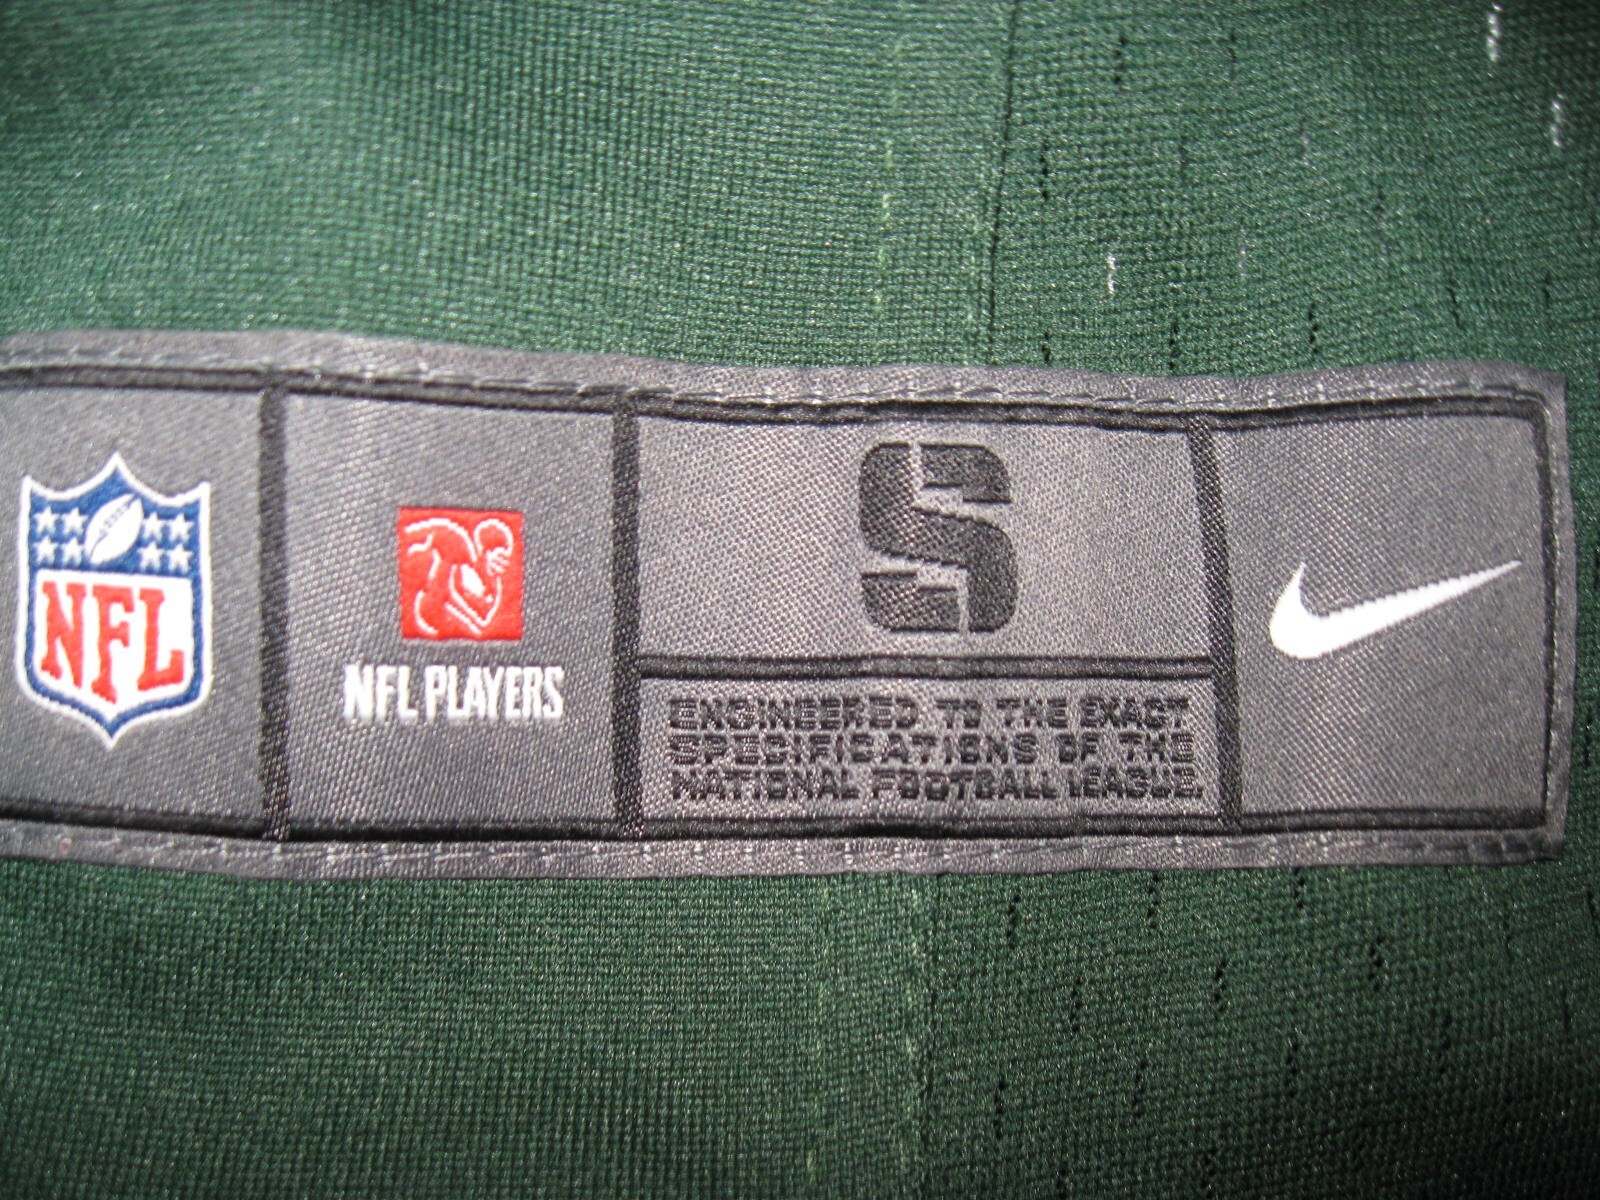 NFL
NFL PLAYERS
S
ENGINEERED TO THE EXACT
SPECIFICATIONS OF THE
NATIONAL FOOTBALL LEAGUE.